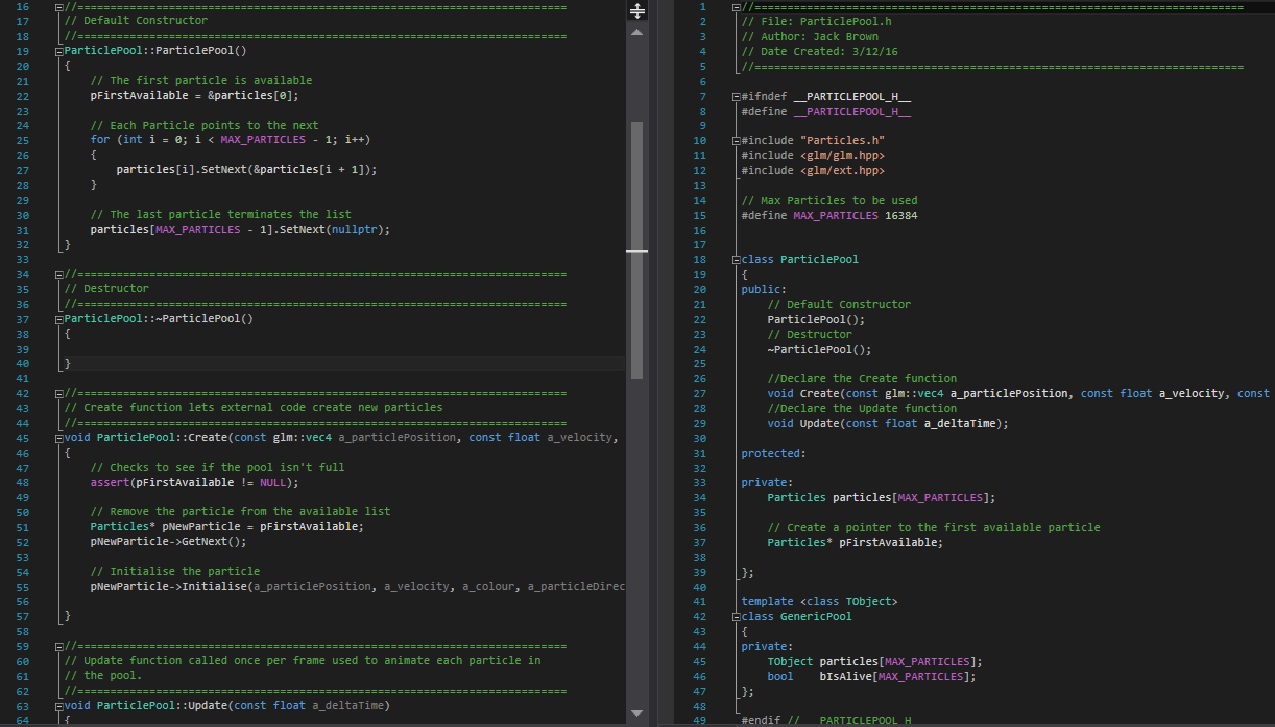 16 //===========================================================================
17 // Default Constructor
18 //===========================================================================
19 ParticlePool::ParticlePool()
20 {
21 // The first particle is available
22 pFirstAvailable = &particles[0];
23
24 // Each Particle points to the next
25 for (int i = 0; i < MAX_PARTICLES - 1; i++)
26 {
27 particles[i].SetNext(&particles[i + 1]);
28 }
29
30 // The last particle terminates the list
31 particles[MAX_PARTICLES - 1].SetNext(nullptr);
32 }
33
34 //===========================================================================
35 // Destructor
36 //===========================================================================
37 ParticlePool::~ParticlePool()
38 {
39
40 }
41
42 //===========================================================================
43 // Create function lets external code create new particles
44 //===========================================================================
45 void ParticlePool::Create(const glm::vec4 a_particlePosition, const float a_velocity,
46 {
47 // Checks to see if the pool isn't full
48 assert(pFirstAvailable != NULL);
49
50 // Remove the particle from the available list
51 Particles* pNewParticle = pFirstAvailable;
52 pNewParticle->GetNext();
53
54 // Initialise the particle
55 pNewParticle->Initialise(a_particlePosition, a_velocity, a_colour, a_particleDirec
56
57 }
58
59 //===========================================================================
60 // Update function called once per frame used to animate each particle in
61 // the pool.
62 //===========================================================================
63 void ParticlePool::Update(const float a_deltaTime)
64 {
1 //===========================================================================
2 // File: ParticlePool.h
3 // Author: Jack Brown
4 // Date Created: 3/12/16
5 //===========================================================================
6
7 #ifndef __PARTICLEPOOL_H__
8 #define __PARTICLEPOOL_H__
9
10 #include "Particles.h"
11 #include <glm/glm.hpp>
12 #include <glm/ext.hpp>
13
14 // Max Particles to be used
15 #define MAX_PARTICLES 16384
16
17
18 class ParticlePool
19 {
20 public:
21 // Default Constructor
22 ParticlePool();
23 // Destructor
24 ~ParticlePool();
25
26 //Declare the Create function
27 void Create(const glm::vec4 a_particlePosition, const float a_velocity, const
28 //Declare the Update function
29 void Update(const float a_deltaTime);
30
31 protected:
32
33 private:
34 Particles particles[MAX_PARTICLES];
35
36 // Create a pointer to the first available particle
37 Particles* pFirstAvailable;
38
39 };
40
41 template <class TObject>
42 class GenericPool
43 {
44 private:
45 TObject particles[MAX_PARTICLES];
46 bool bIsAlive[MAX_PARTICLES];
47 };
48
49 #endif // __PARTICLEPOOL_H__